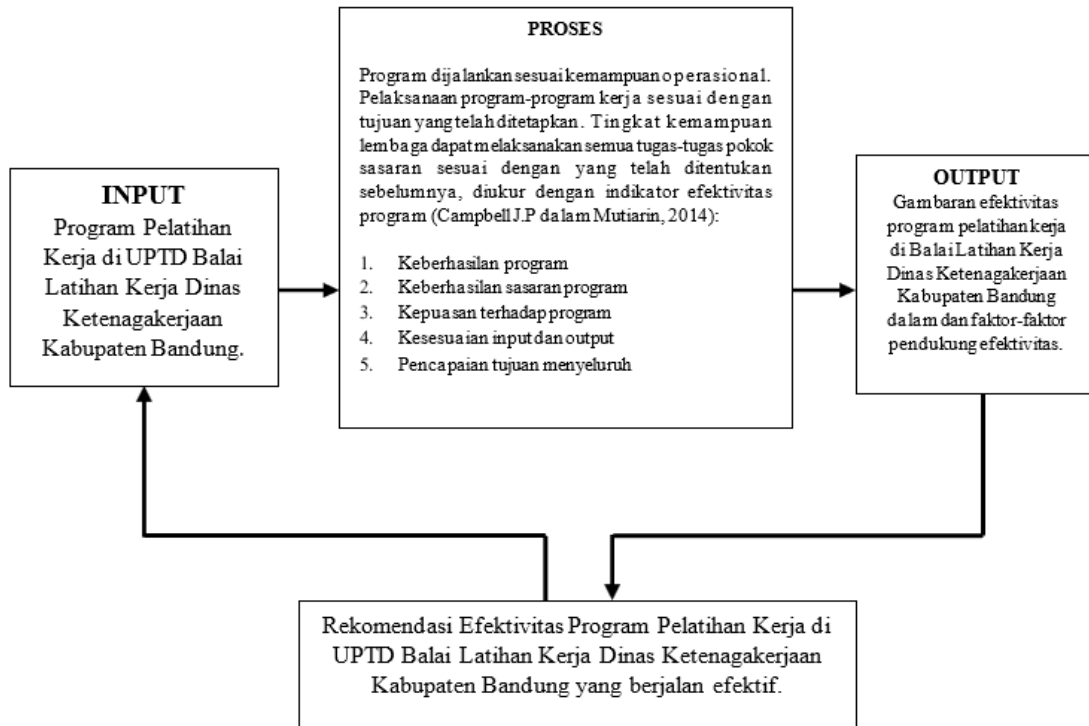 INPUT
Program Pelatihan
Kerja di UPTD Balai
Latihan Kerja Dinas
Ketenagakerjaan
Kabupaten Bandung.
PROSES
Program dijalankan sesuai kemampuan operasional.
Pelaksanaan program-program kerja sesuai dengan
tujuan yang telah ditetapkan. Tingkat kemampuan
lembaga dapat melaksanakan semua tugas-tugas pokok
sasaran sesuai dengan yang telah ditentukan
sebelumnya, diukur dengan indikator efektivitas
program (Campbell J.P dalam Mutiarin, 2014):
1. Keberhasilan program
2. Keberhasilan sasaran program
3. Kepuasan terhadap program
4. Kesesuaian input dan output
5. Pencapaian tujuan menyeluruh
OUTPUT
Gambaran efektivitas
program pelatihan kerja
di Balai Latihan Kerja
Dinas Ketenagakerjaan
Kabupaten Bandung
dalam dan faktor-faktor
pendukung efektivitas.
Rekomendasi Efektivitas Program Pelatihan Kerja di
UPTD Balai Latihan Kerja Dinas Ketenagakerjaan
Kabupaten Bandung yang berjalan efektif.